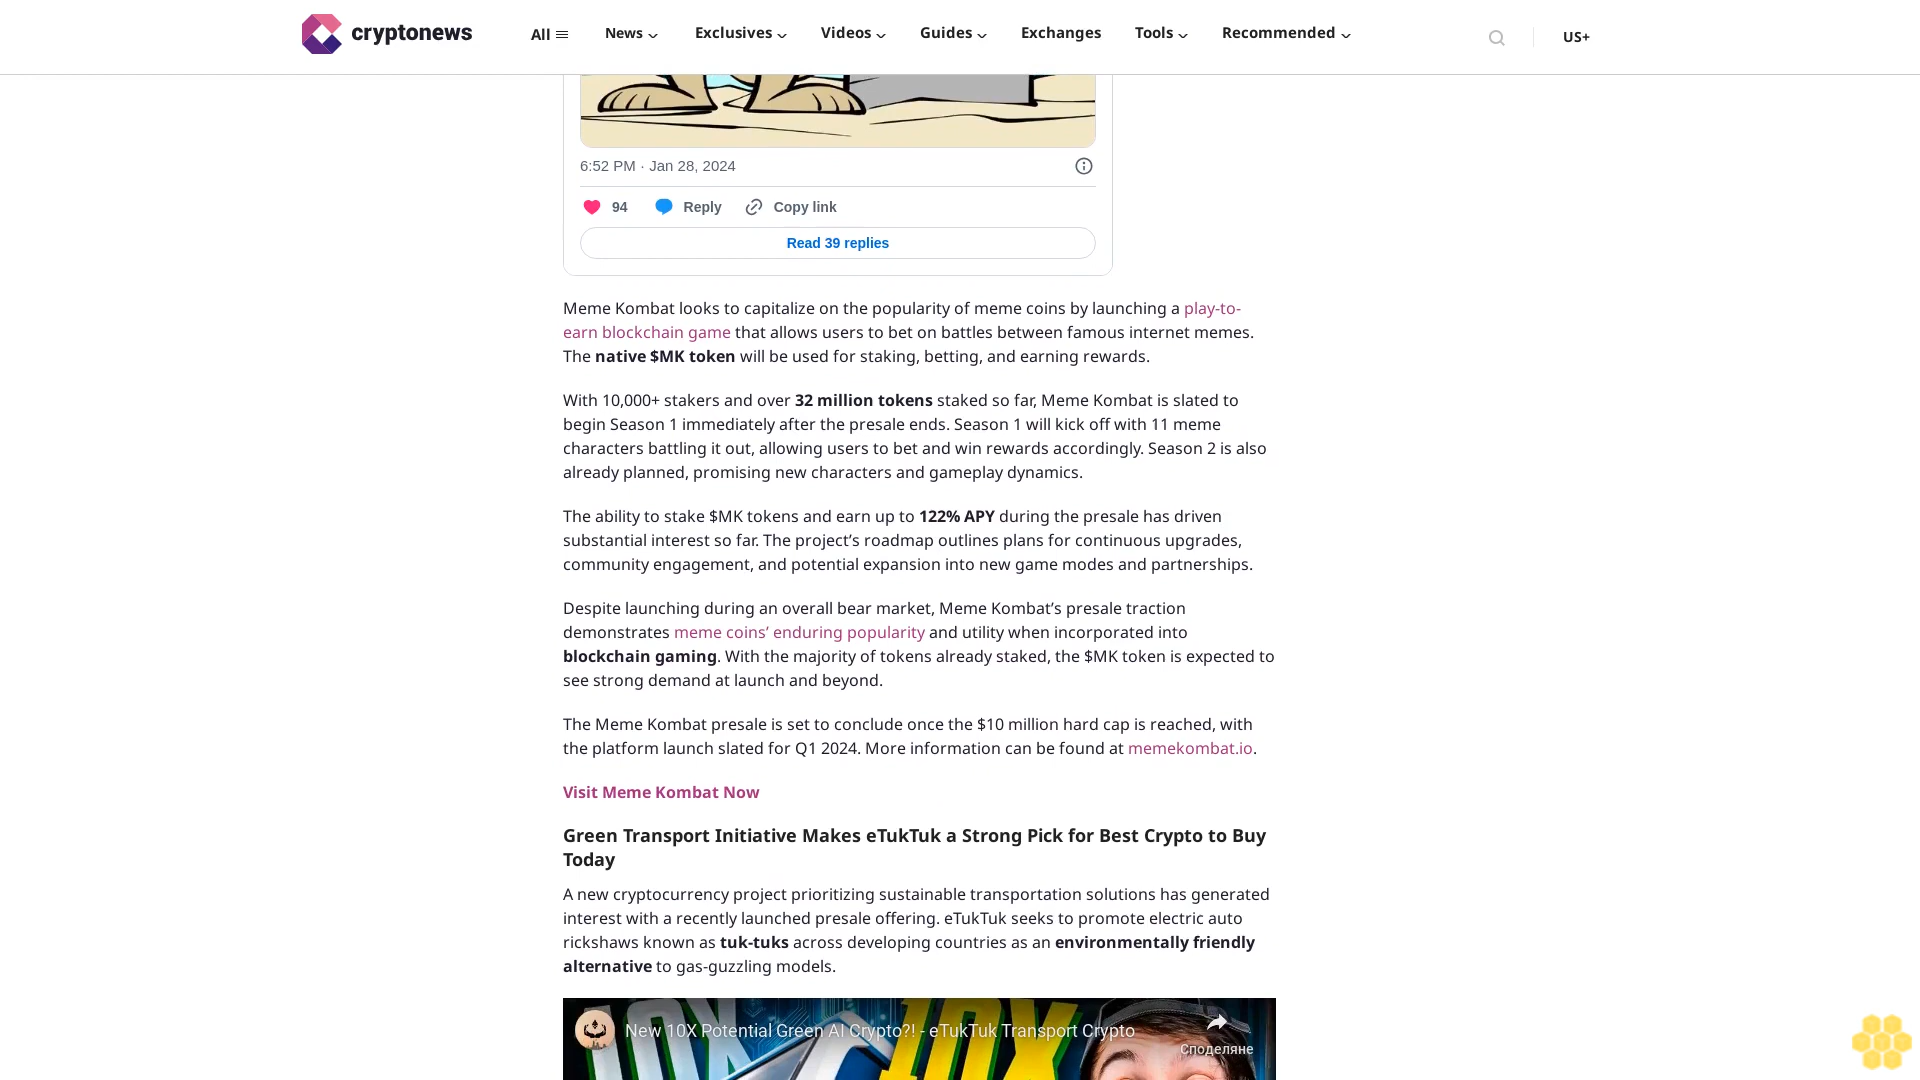 cryptonews
All
News
Exclusives
Videos
Guides
Exchanges
Tools
Recommended
US+
6:52 PM · Jan 28, 2024
94
Reply
Copy link
Read 39 replies
Meme Kombat looks to capitalize on the popularity of meme coins by launching a play-to-
earn blockchain game that allows users to bet on battles between famous internet memes.
The native $MK token will be used for staking, betting, and earning rewards.
With 10,000+ stakers and over 32 million tokens staked so far, Meme Kombat is slated to
begin Season 1 immediately after the presale ends. Season 1 will kick off with 11 meme
characters battling it out, allowing users to bet and win rewards accordingly. Season 2 is also
already planned, promising new characters and gameplay dynamics.
The ability to stake $MK tokens and earn up to 122% APY during the presale has driven
substantial interest so far. The project’s roadmap outlines plans for continuous upgrades,
community engagement, and potential expansion into new game modes and partnerships.
Despite launching during an overall bear market, Meme Kombat’s presale traction
demonstrates meme coins’ enduring popularity and utility when incorporated into
blockchain gaming. With the majority of tokens already staked, the $MK token is expected to
see strong demand at launch and beyond.
The Meme Kombat presale is set to conclude once the $10 million hard cap is reached, with
the platform launch slated for Q1 2024. More information can be found at memekombat.io.
Visit Meme Kombat Now
Green Transport Initiative Makes eTukTuk a Strong Pick for Best Crypto to Buy
Today
A new cryptocurrency project prioritizing sustainable transportation solutions has generated
interest with a recently launched presale offering. eTukTuk seeks to promote electric auto
rickshaws known as tuk-tuks across developing countries as an environmentally friendly
alternative to gas-guzzling models.
New 10X Potential Green AI Crypto?! - eTukTuk Transport Crypto
Споделяне
10X
10X